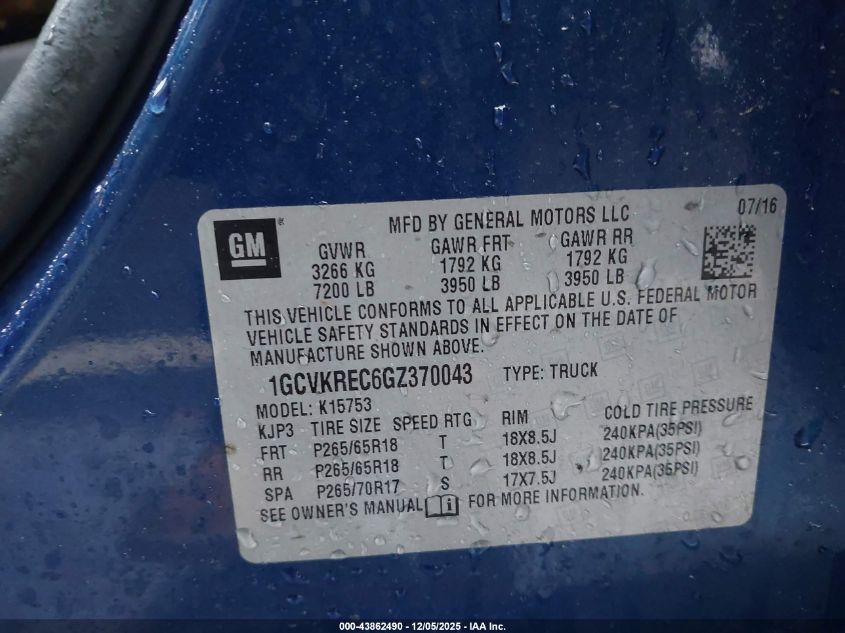 GM
MFD BY GENERAL MOTORS LLC 07/16
GVWR GAWR FRT GAWR RR
3266 KG 1792 KG 1792 KG
7200 LB 3950 LB 3950 LB
THIS VEHICLE CONFORMS TO ALL APPLICABLE U.S. FEDERAL MOTOR
VEHICLE SAFETY STANDARDS IN EFFECT ON THE DATE OF
MANUFACTURE SHOWN ABOVE.
1GCVKREC6GZ370043 TYPE: TRUCK
MODEL: K15753
KJP3 TIRE SIZE SPEED RTG RIM COLD TIRE PRESSURE
FRT P265/65R18 T 18X8.5J 240KPA(35PSI)
RR P265/65R18 T 18X8.5J 240KPA(35PSI)
SPA P265/70R17 S 17X7.5J 240KPA(35PSI)
SEE OWNER'S MANUAL i FOR MORE INFORMATION.
000-43862490 - 12/05/2025 - IAA Inc.